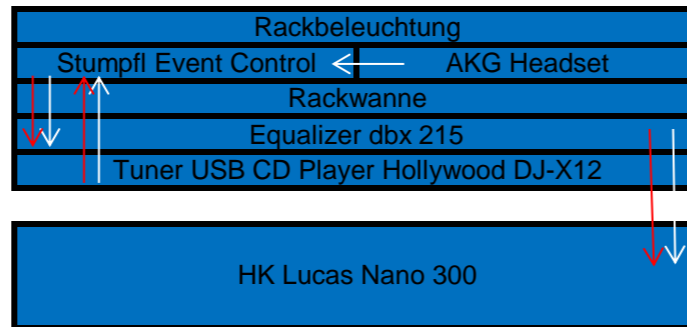 Rackbeleuchtung
Stumpfl Event Control AKG Headset
Rackwanne
Equalizer dbx 215
Tuner USB CD Player Hollywood DJ-X12
HK Lucas Nano 300